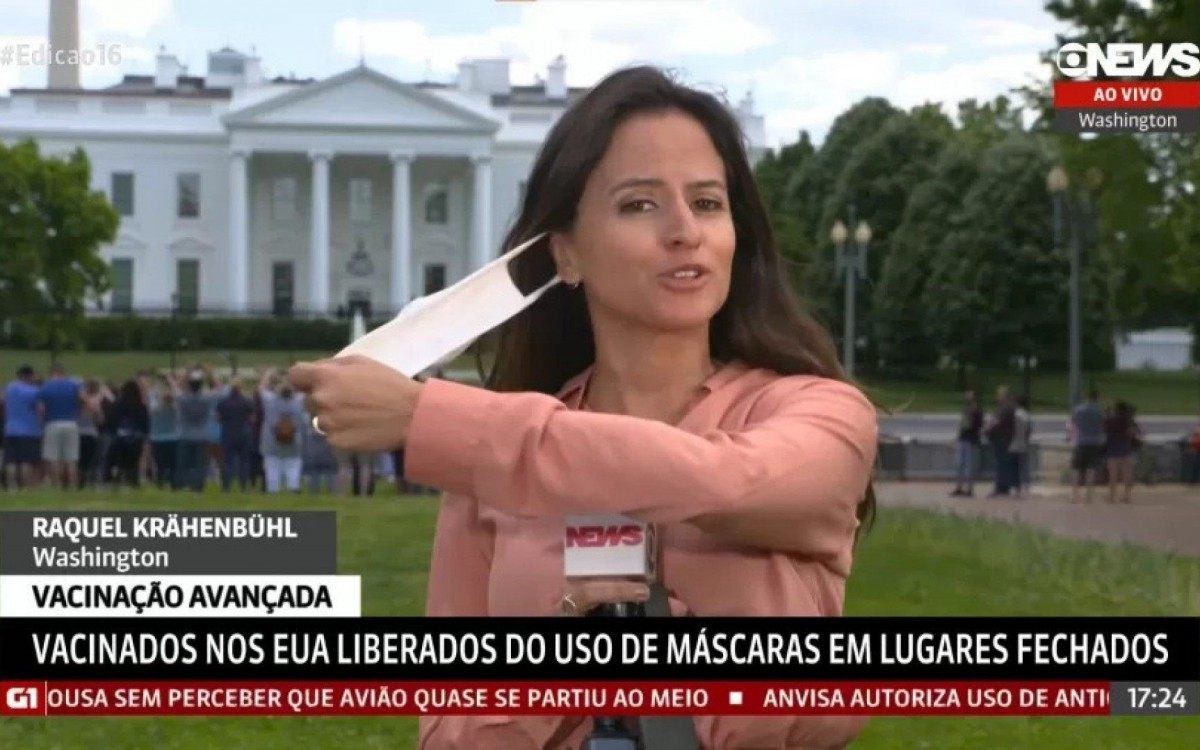 #Edicao16
NEWS
AO VIVO
Washington
NEWS
RAQUEL KRÄHENBÜHL
Washington
VACINAÇÃO AVANÇADA
VACINADOS NOS EUA LIBERADOS DO USO DE MÁSCARAS EM LUGARES FECHADOS
G1 OUSA SEM PERCEBER QUE AVIÃO QUASE SE PARTIU AO MEIO ■ ANVISA AUTORIZA USO DE ANTI 17:24